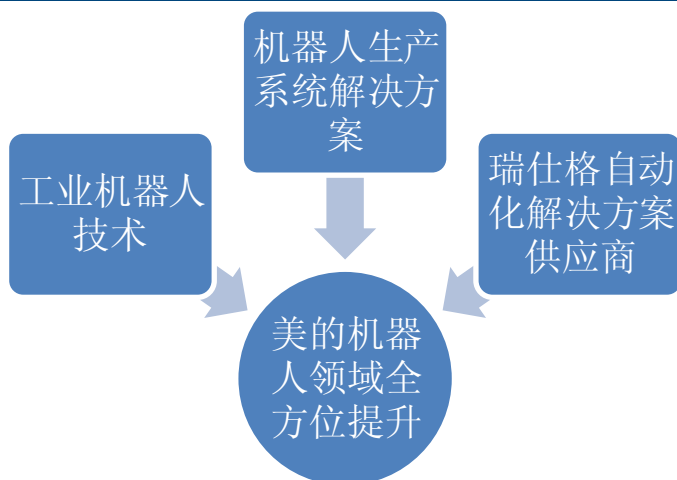 机器人生产
系统解决方
案
工业机器人
技术
瑞仕格自动
化解决方案
供应商
美的机器
人领域全
方位提升